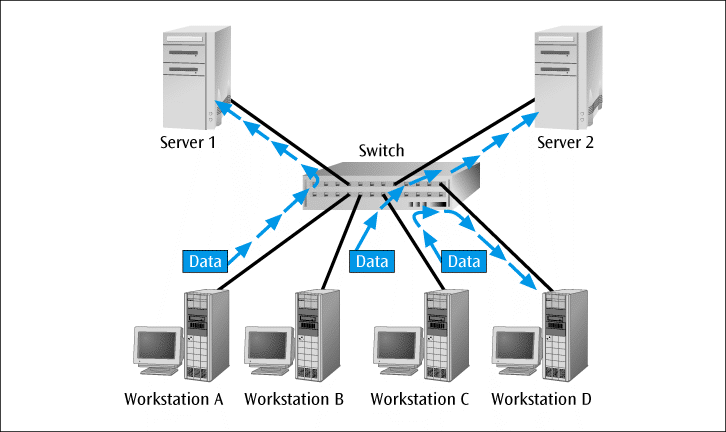 Server 1
Server 2
Switch
Data
Data
Data
Workstation A
Workstation B
Workstation C
Workstation D